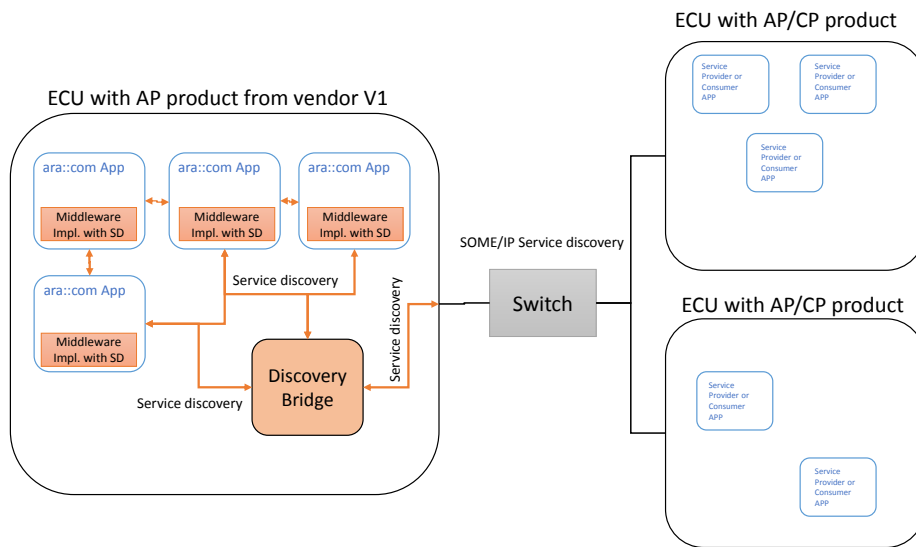 ECU with AP product from vendor V1
ara::com App
Middleware
Impl. with SD
ara::com App
Middleware
Impl. with SD
ara::com App
Middleware
Impl. with SD
ara::com App
Middleware
Impl. with SD
Service discovery
Service discovery
Discovery
Bridge
Service discovery
SOME/IP Service discovery
Switch
ECU with AP/CP product
Service
Provider or
Consumer
APP
Service
Provider or
Consumer
APP
Service
Provider or
Consumer
APP
ECU with AP/CP product
Service
Provider or
Consumer
APP
Service
Provider or
Consumer
APP